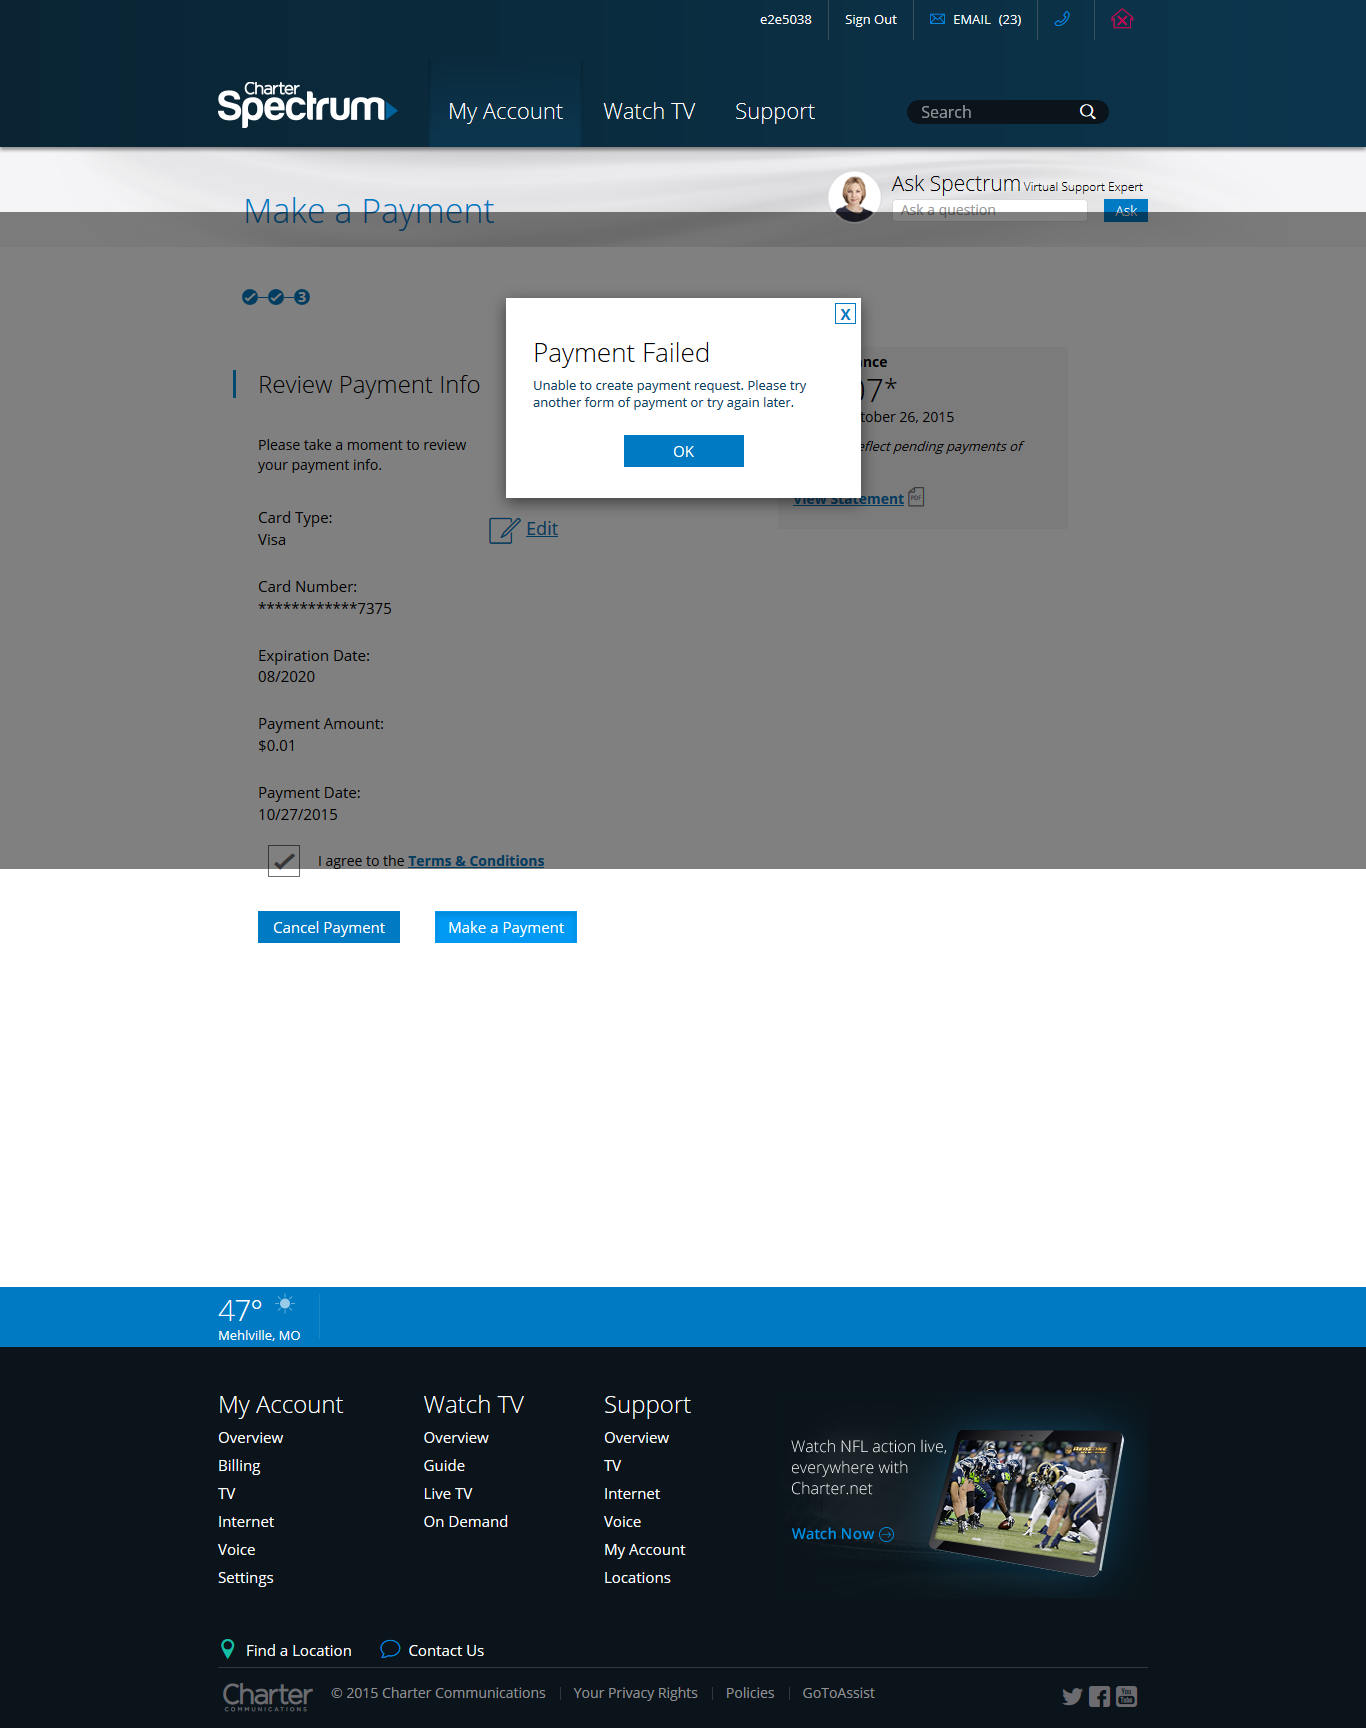 e2e5038
Sign Out
EMAIL (23)
Charter
Spectrum
My Account
Watch TV
Support
Search
Make a Payment
Ask Spectrum Virtual Support Expert
Ask a question
Ask
3
X
Payment Failed
Unable to create payment request. Please try
another form of payment or try again later.
OK
Review Payment Info
07*
October 26, 2015
reflect pending payments of
View Statement
PDF
Please take a moment to review
your payment info.
Card Type:
Visa
Edit
Card Number:
************7375
Expiration Date:
08/2020
Payment Amount:
$0.01
Payment Date:
10/27/2015
I agree to the Terms & Conditions
Cancel Payment
Make a Payment
47°
Mehlville, MO
My Account
Overview
Billing
TV
Internet
Voice
Settings
Watch TV
Overview
Guide
Live TV
On Demand
Support
Overview
TV
Internet
Voice
My Account
Locations
Watch NFL action live,
everywhere with
Charter.net
Watch Now
Find a Location
Contact Us
Charter
COMMUNICATIONS
© 2015 Charter Communications
Your Privacy Rights
Policies
GoToAssist
You
Tube